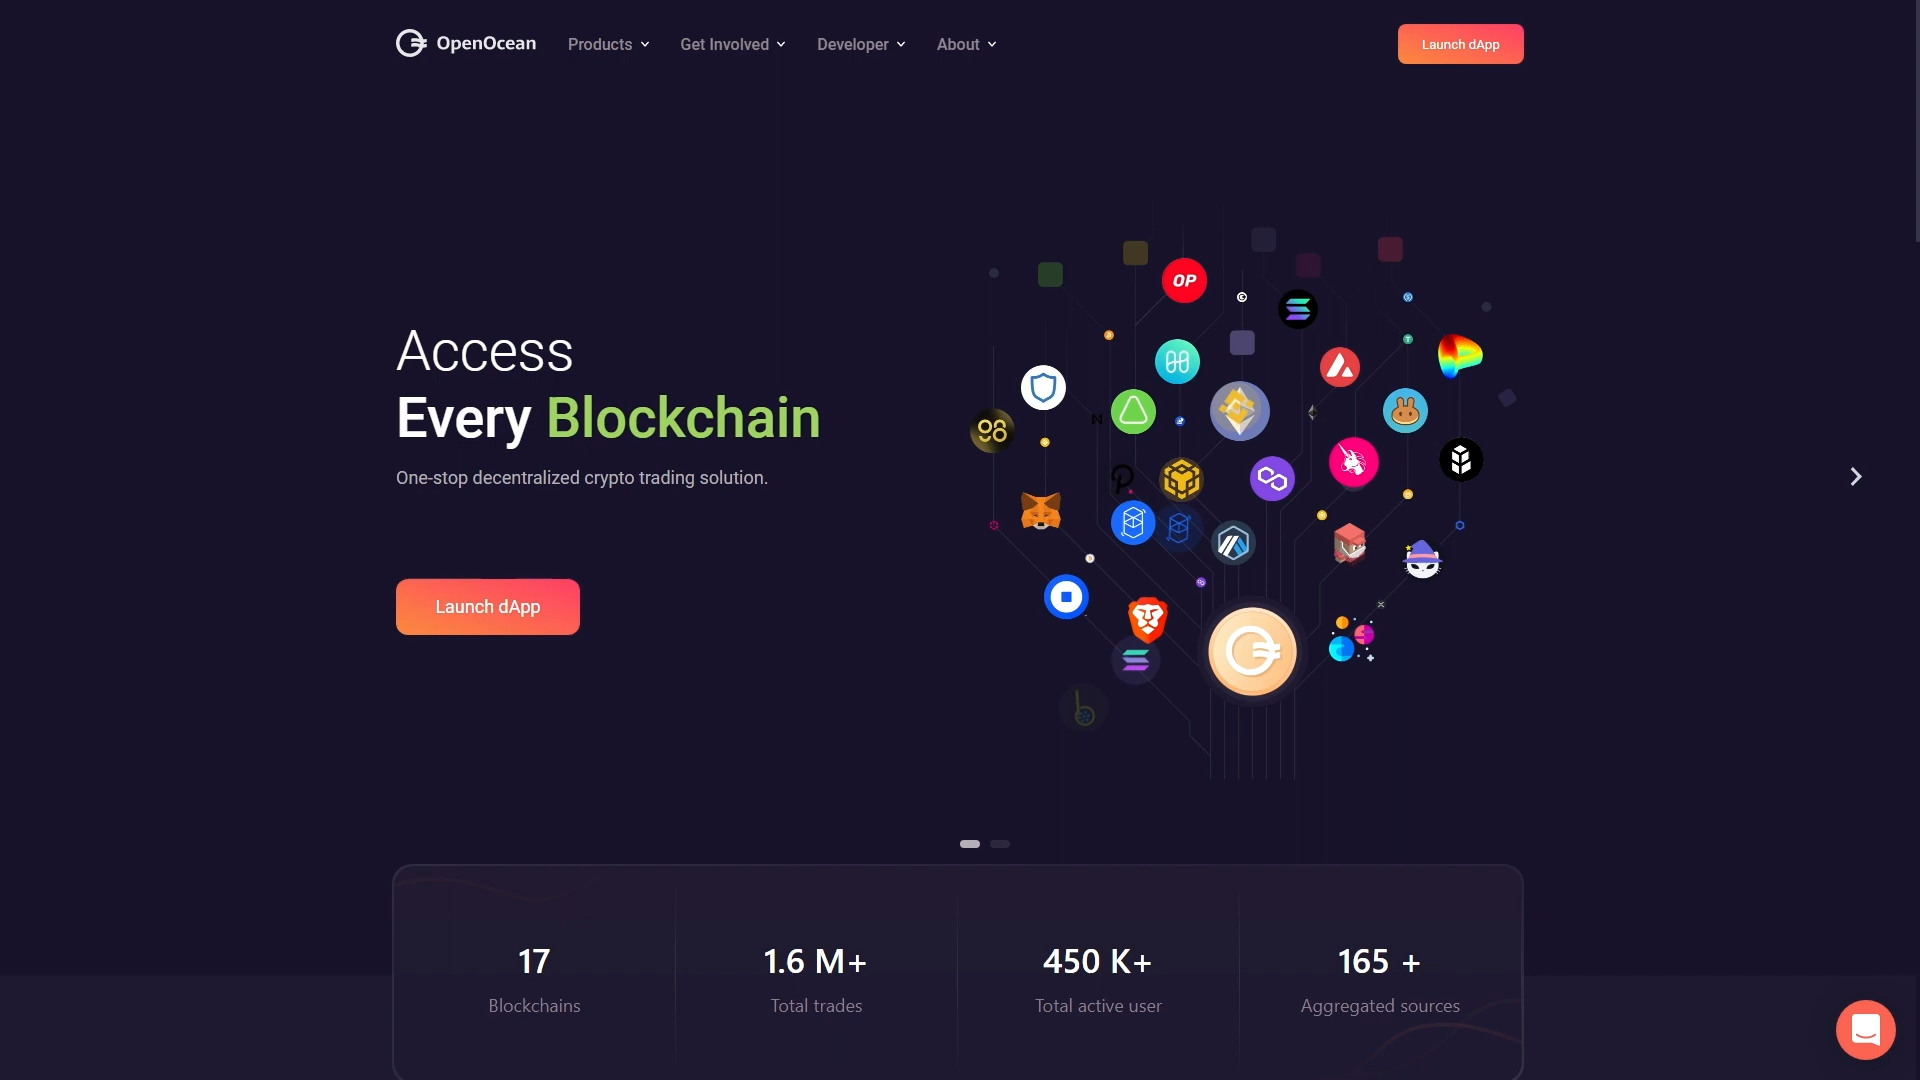 OpenOcean
Products
Get Involved
Developer
About
Launch dApp
Access
Every Blockchain
One-stop decentralized crypto trading solution.
Launch dApp
OP
17
Blockchains
1.6 M+
Total trades
450 K+
Total active user
165 +
Aggregated sources